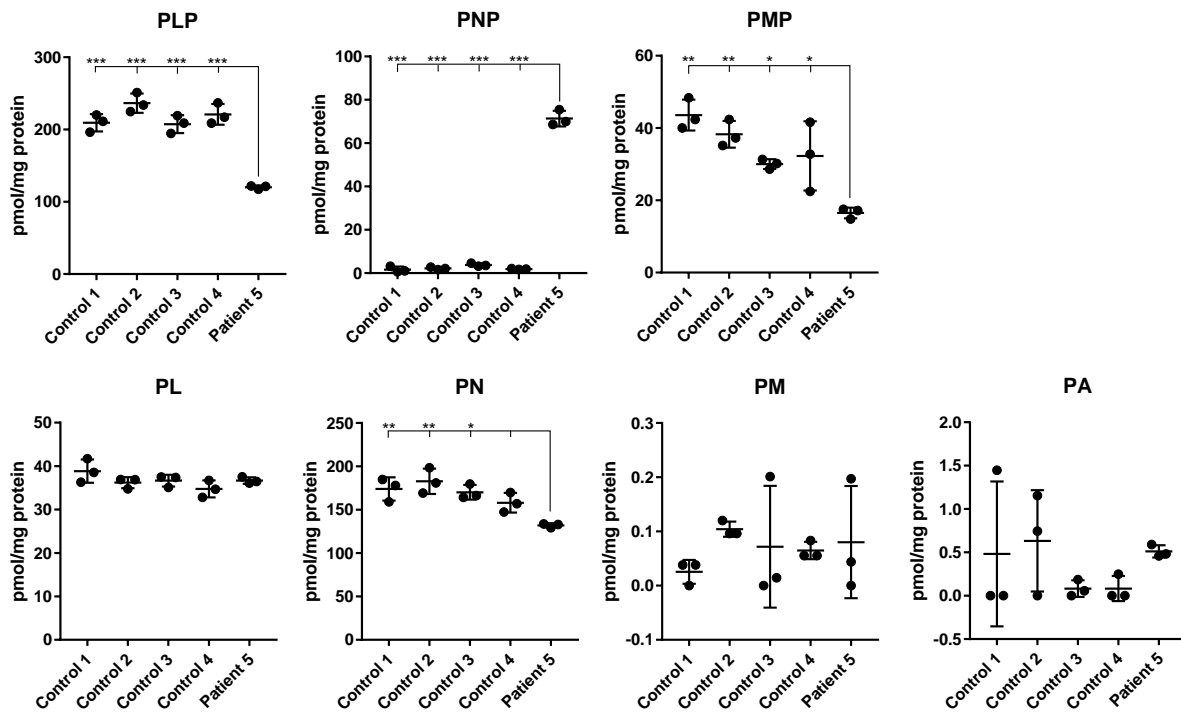 PLP
PNP
PMP
pmol/mg protein
300
200
100
0
*** *** *** ***
Control 1
Control 2
Control 3
Control 4
Patient 5
pmol/mg protein
100
80
60
40
20
0
*** *** *** ***
Control 1
Control 2
Control 3
Control 4
Patient 5
pmol/mg protein
60
40
20
0
** ** * *
Control 1
Control 2
Control 3
Control 4
Patient 5
PL
PN
PM
PA
pmol/mg protein
50
40
30
20
10
0
Control 1
Control 2
Control 3
Control 4
Patient 5
pmol/mg protein
250
200
150
100
50
0
** ** *
Control 1
Control 2
Control 3
Control 4
Patient 5
pmol/mg protein
0.3
0.2
0.1
0.0
-0.1
Control 1
Control 2
Control 3
Control 4
Patient 5
pmol/mg protein
2.0
1.5
1.0
0.5
0.0
-0.5
Control 1
Control 2
Control 3
Control 4
Patient 5